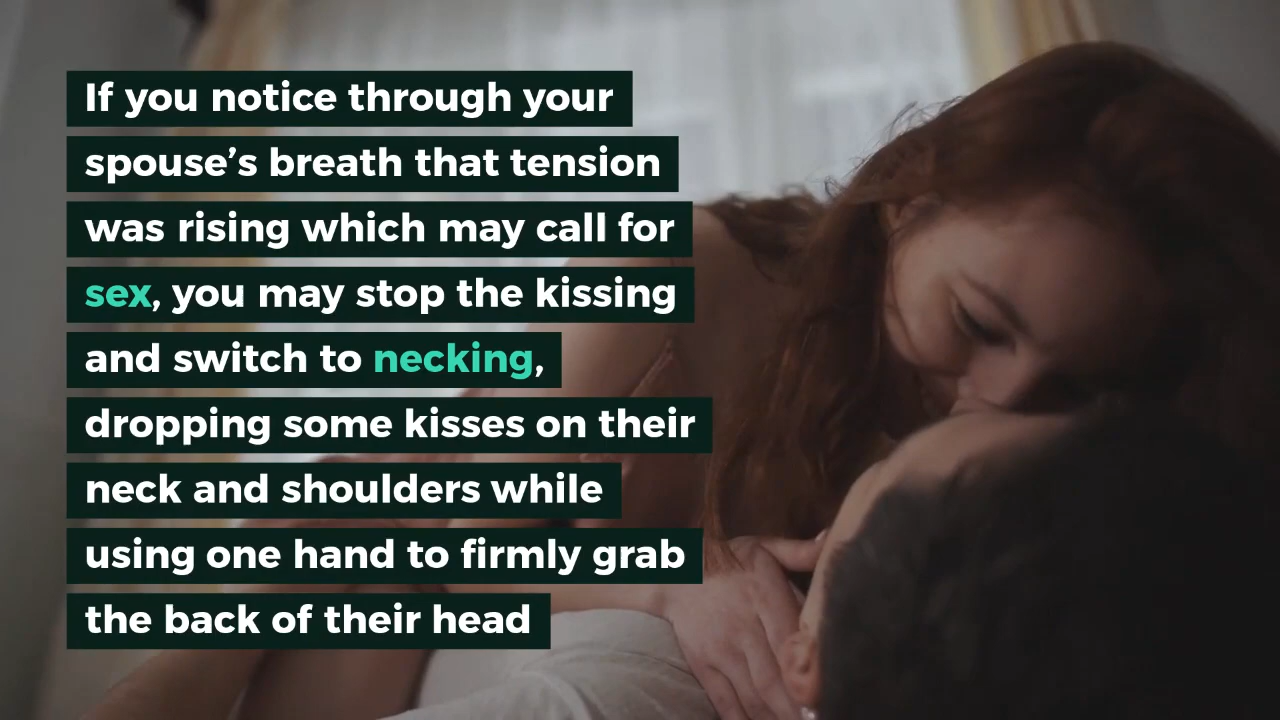 If you notice through your
spouse’s breath that tension
was rising which may call for
sex, you may stop the kissing
and switch to necking,
dropping some kisses on their
neck and shoulders while
using one hand to firmly grab
the back of their head